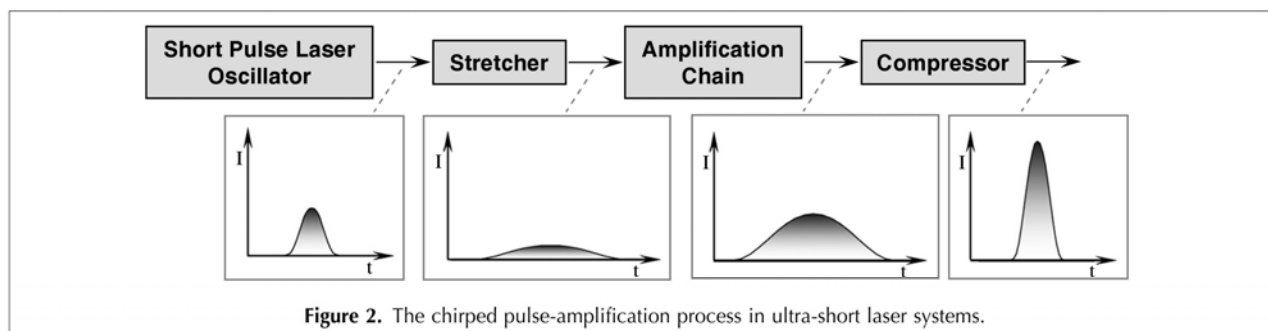 Short Pulse Laser
Oscillator
Stretcher
Amplification
Chain
Compressor
I
t
I
t
I
t
I
t
Figure 2. The chirped pulse-amplification process in ultra-short laser systems.